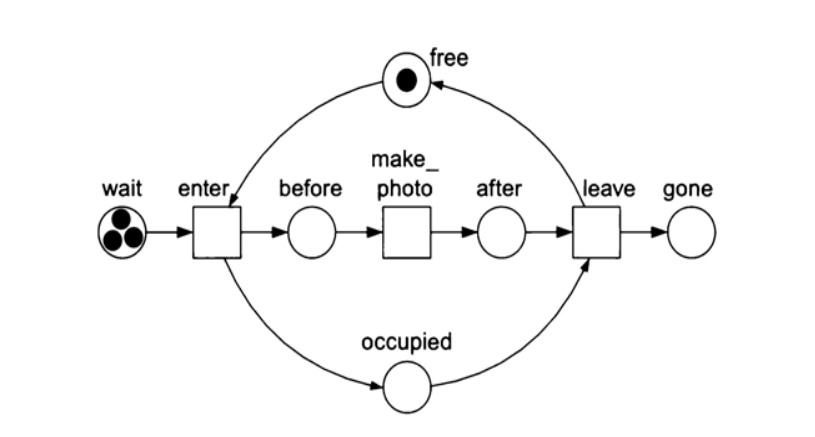 free
make_
wait
enter
before
photo
after
leave
gone
occupied